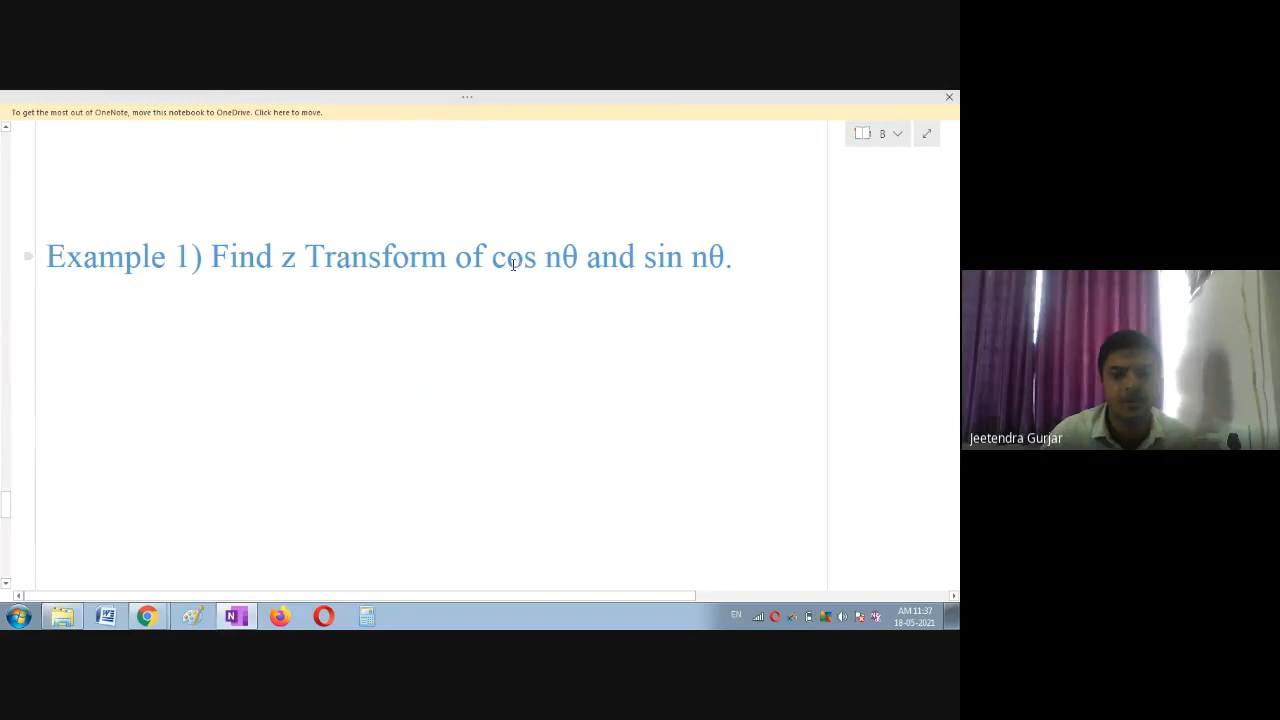 To get the most out of OneNote, move this notebook to OneDrive. Click here to move.
B
Example 1) Find z Transform of cos nθ and sin nθ.
Jeetendra Gurjar
EN
AM 11:37
18-05-2021